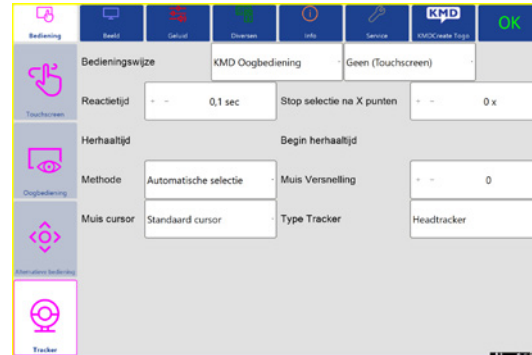 Bediening
Beeld
Geluid
Diversen
Info
Service
KMD
KMDCreate Togo
OK
Touchscreen
Oogbediening
Alternatieve bediening
Tracker
Bedieningswijze
KMD Oogbediening
Geen (Touchscreen)
Reactietijd
+ -
0,1 sec
Stop selectie na X punten
+ -
0 x
Herhaaltijd
Begin herhaaltijd
Methode
Automatische selectie
Muis Versnelling
+ -
0
Muis cursor
Standaard cursor
Type Tracker
Headtracker